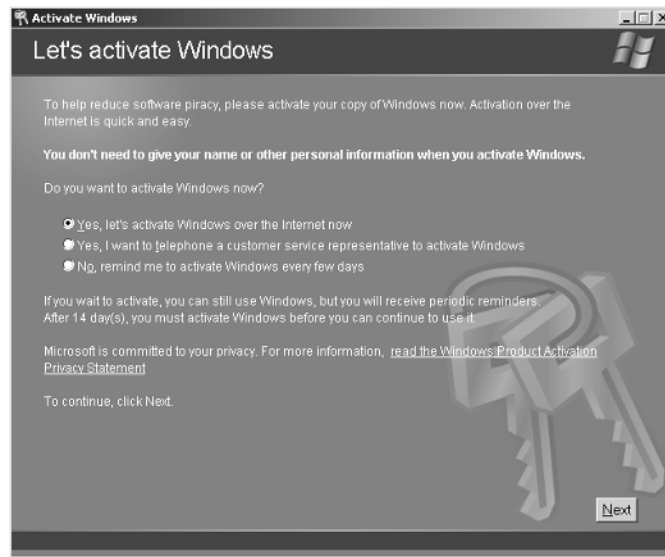 Activate Windows
Let's activate Windows
To help reduce software piracy, please activate your copy of Windows now. Activation over the
Internet is quick and easy.
You don't need to give your name or other personal information when you activate Windows.
Do you want to activate Windows now?
Yes, let's activate Windows over the Internet now
Yes, I want to telephone a customer service representative to activate Windows
No, remind me to activate Windows every few days
If you wait to activate, you can still use Windows, but you will receive periodic reminders.
After 14 day(s), you must activate Windows before you can continue to use it.
Microsoft is committed to your privacy. For more information, read the Windows Product Activation
Privacy Statement
To continue, click Next.
Next